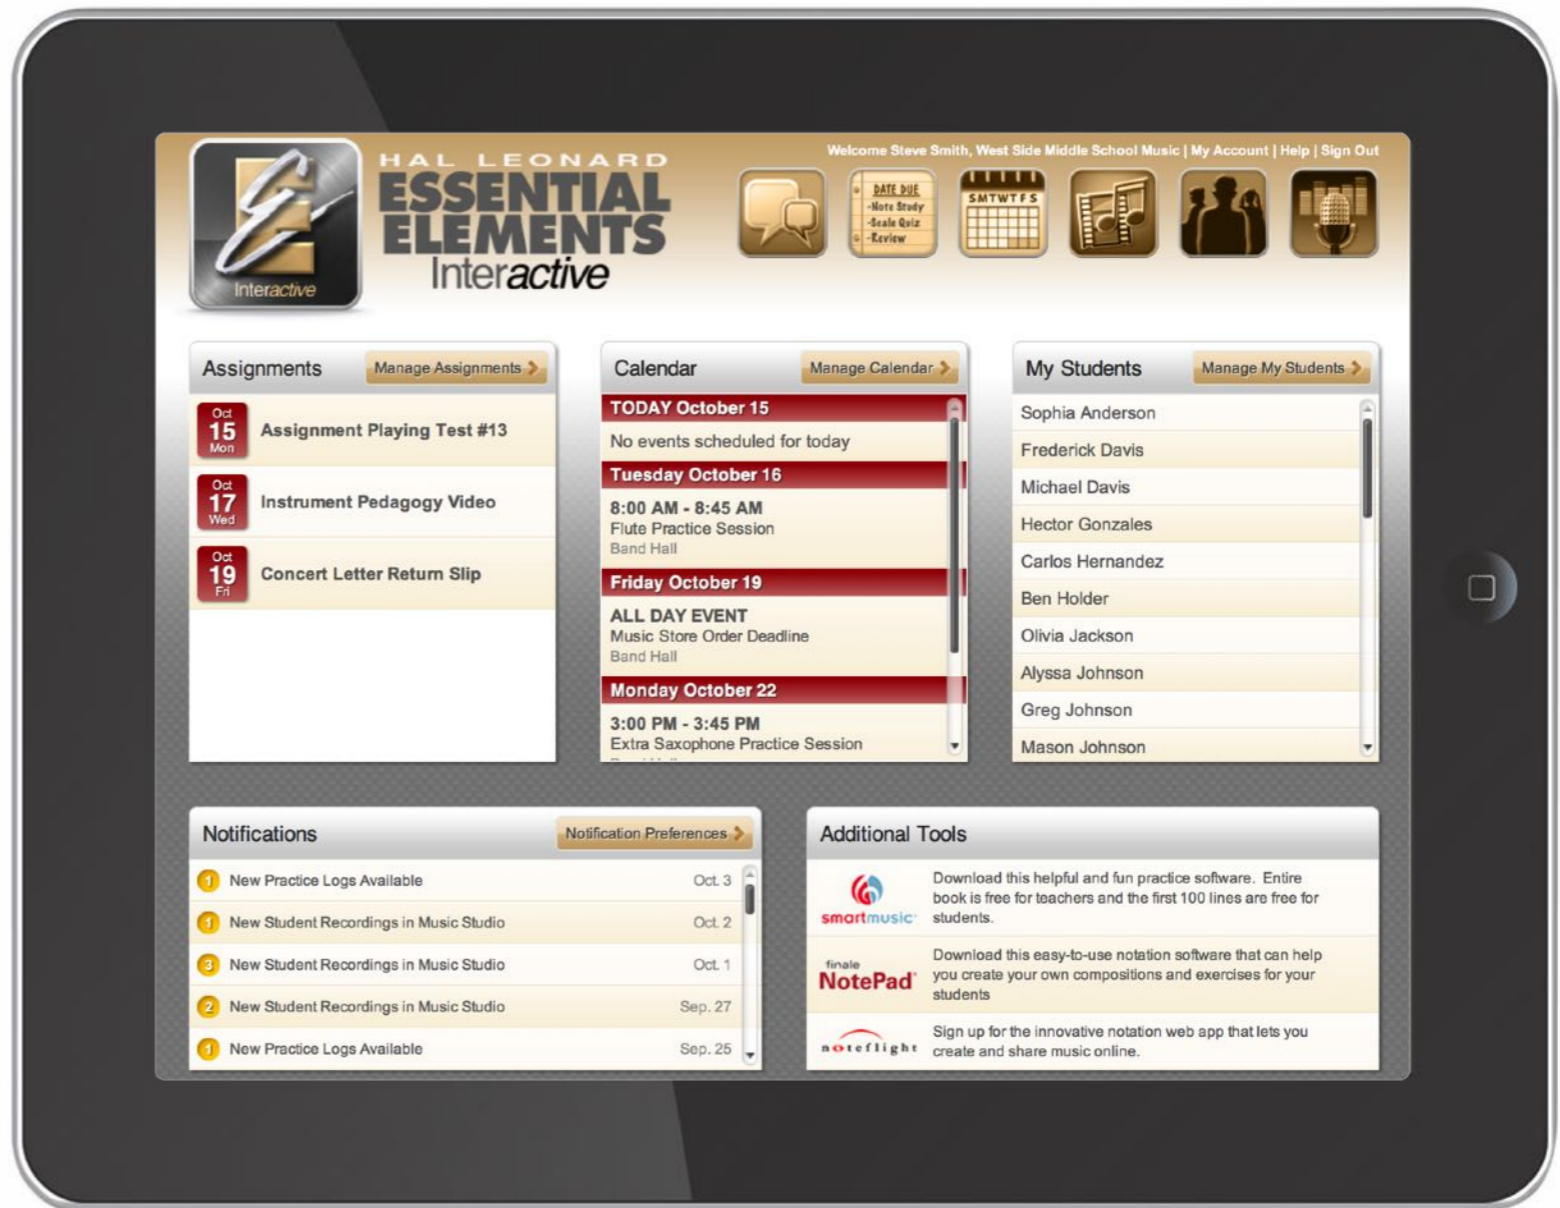 HAL LEONARD
ESSENTIAL
ELEMENTS
Interactive
Interactive
Welcome Steve Smith, West Side Middle School Music | My Account | Help | Sign Out
DATE DUE
-Note Study
-Scale Quiz
-Review
SMTWTFS
Assignments
Manage Assignments
Oct
15
Mon
Assignment Playing Test #13
Oct
17
Wed
Instrument Pedagogy Video
Oct
19
Fri
Concert Letter Return Slip
Calendar
Manage Calendar
TODAY October 15
No events scheduled for today
Tuesday October 16
8:00 AM - 8:45 AM
Flute Practice Session
Band Hall
Friday October 19
ALL DAY EVENT
Music Store Order Deadline
Band Hall
Monday October 22
3:00 PM - 3:45 PM
Extra Saxophone Practice Session
My Students
Manage My Students
Sophia Anderson
Frederick Davis
Michael Davis
Hector Gonzales
Carlos Hernandez
Ben Holder
Olivia Jackson
Alyssa Johnson
Greg Johnson
Mason Johnson
Notifications
Notification Preferences
1 New Practice Logs Available Oct. 3
1 New Student Recordings in Music Studio Oct. 2
3 New Student Recordings in Music Studio Oct. 1
2 New Student Recordings in Music Studio Sep. 27
1 New Practice Logs Available Sep. 25
Additional Tools
smartmusic
Download this helpful and fun practice software. Entire
book is free for teachers and the first 100 lines are free for
students.
finale
NotePad
Download this easy-to-use notation software that can help
you create your own compositions and exercises for your
students
noteflight
Sign up for the innovative notation web app that lets you
create and share music online.